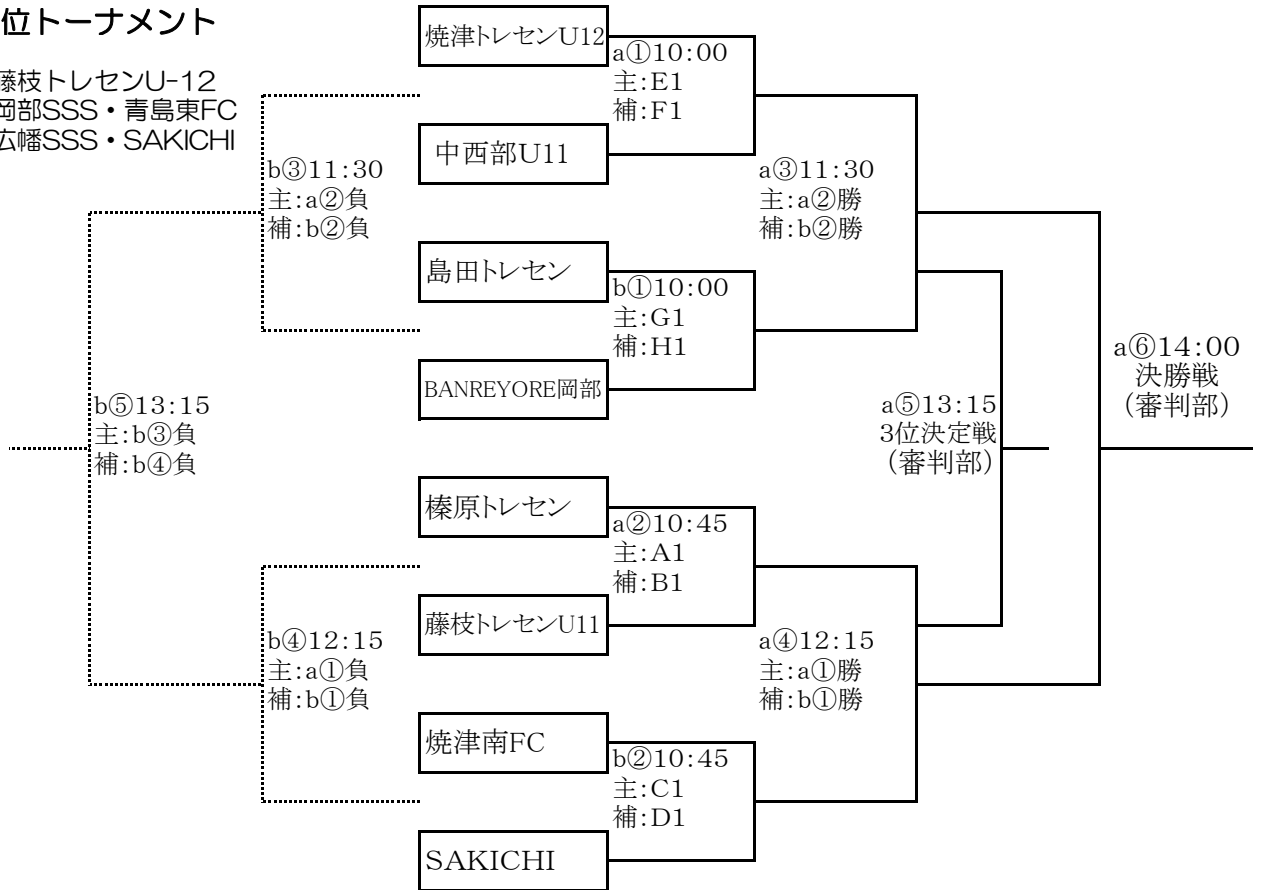 位トーナメント
藤枝トレセンU-12
岡部SSS・青島東FC
広幡SSS・SAKICHI
焼津トレセンU12
a①10:00
主:E1
補:F1
中西部U11
b③11:30
主:a②負
補:b②負
a③11:30
主:a②勝
補:b②勝
島田トレセン
b①10:00
主:G1
補:H1
BANREYORE岡部
a⑥14:00
決勝戦
(審判部)
b⑤13:15
主:b③負
補:b④負
a⑤13:15
3位決定戦
(審判部)
榛原トレセン
a②10:45
主:A1
補:B1
藤枝トレセンU11
b④12:15
主:a①負
補:b①負
a④12:15
主:a①勝
補:b①勝
焼津南FC
b②10:45
主:C1
補:D1
SAKICHI